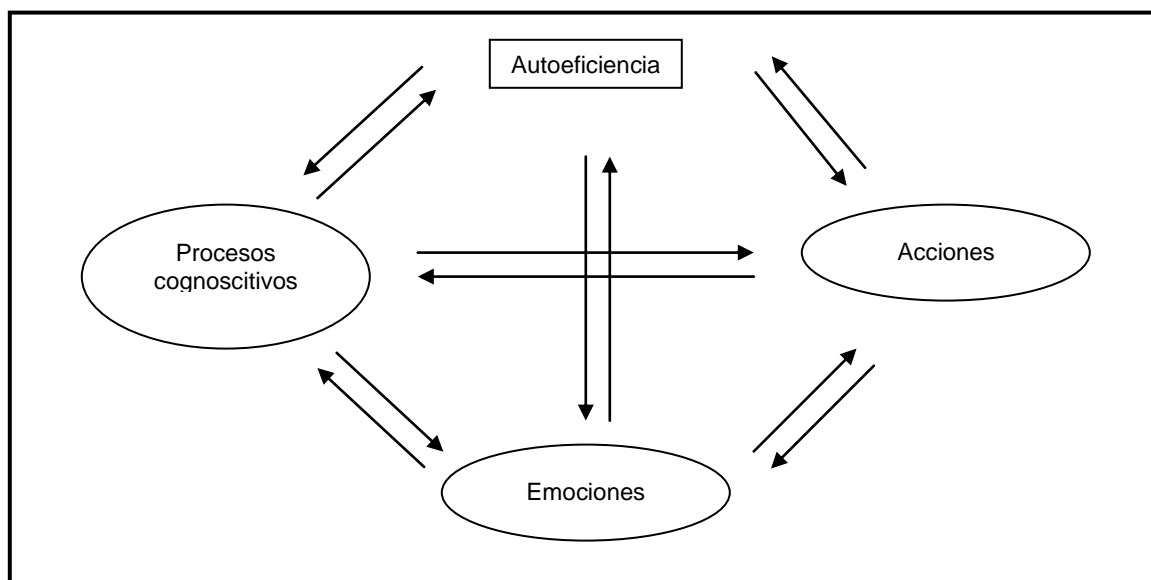 Autoeficiencia
Procesos
cognoscitivos
Acciones
Emociones